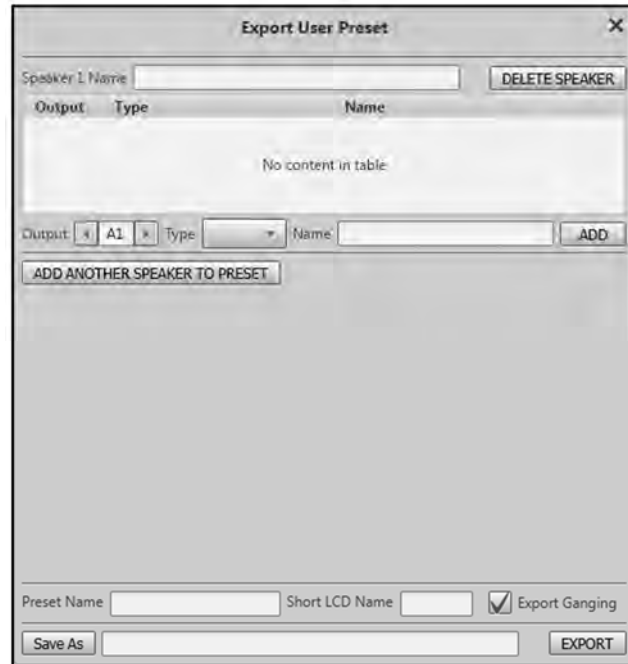 Export User Preset
Speaker 1 Name DELETE SPEAKER
Output Type Name
No content in table
Output A1 Type Name ADD
ADD ANOTHER SPEAKER TO PRESET
Preset Name Short LCD Name Export Ganging
Save As EXPORT